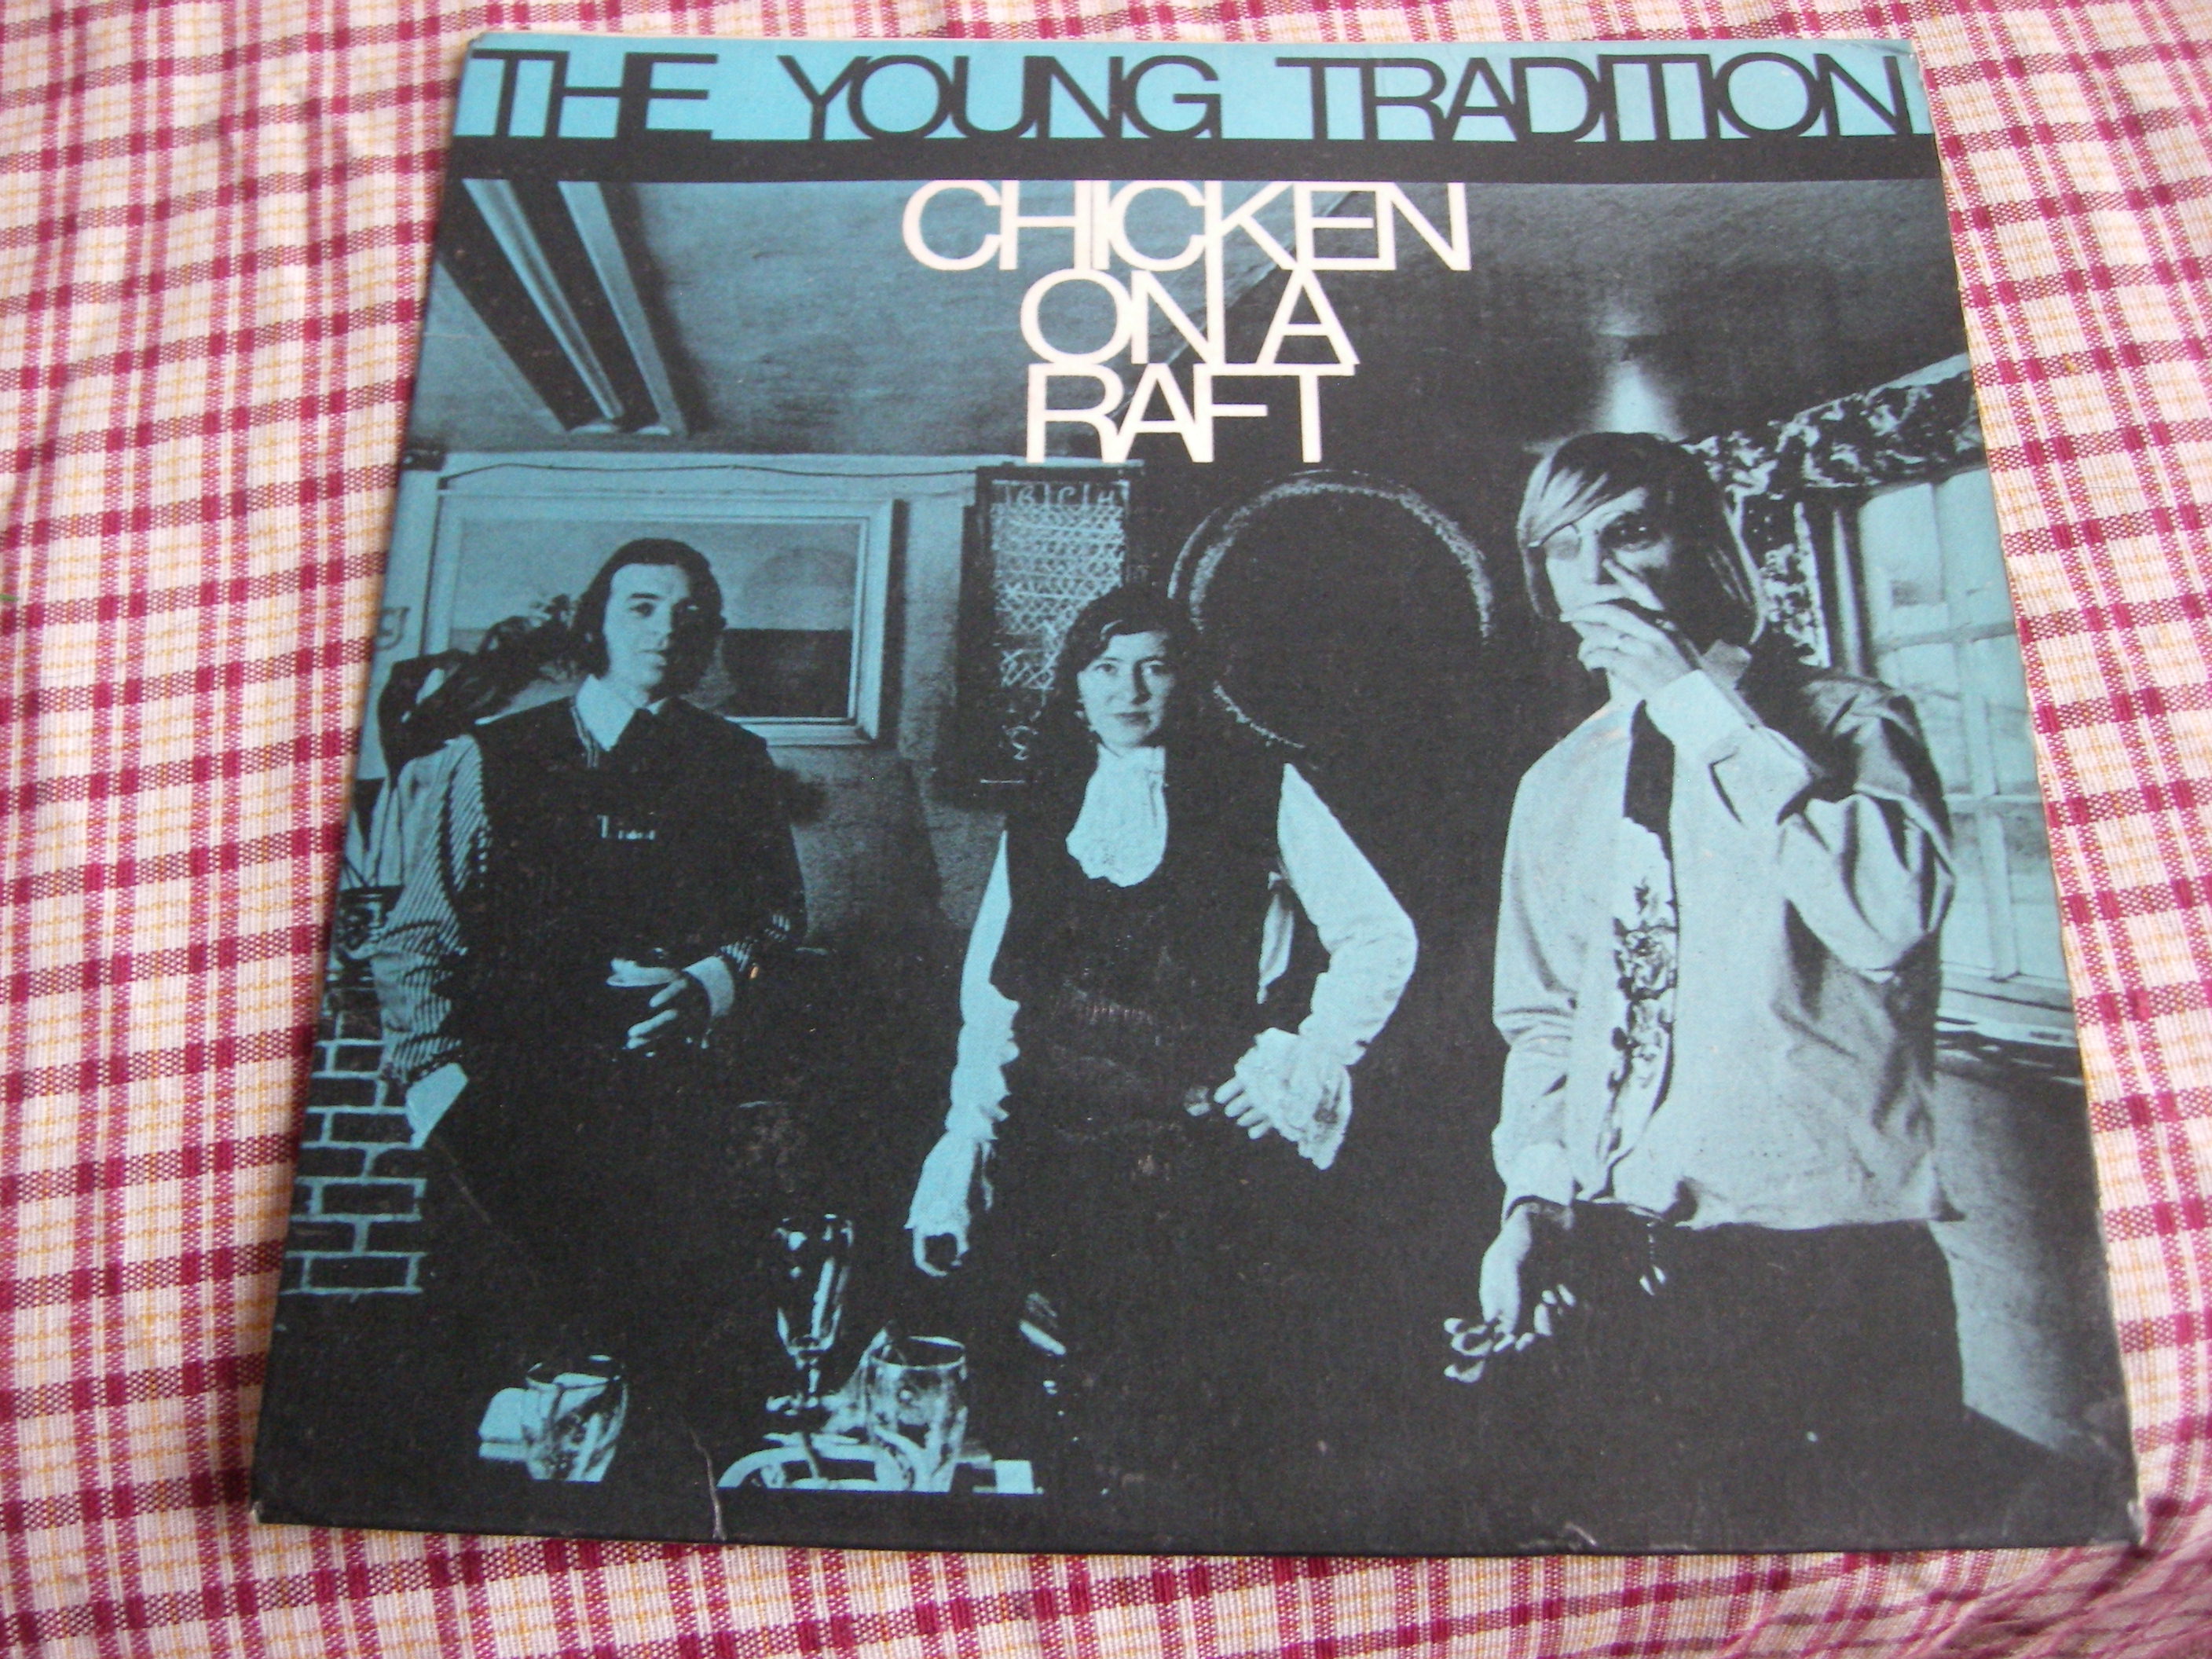 THE YOUNG TRADITION
CHICKEN
ON A
RAFT